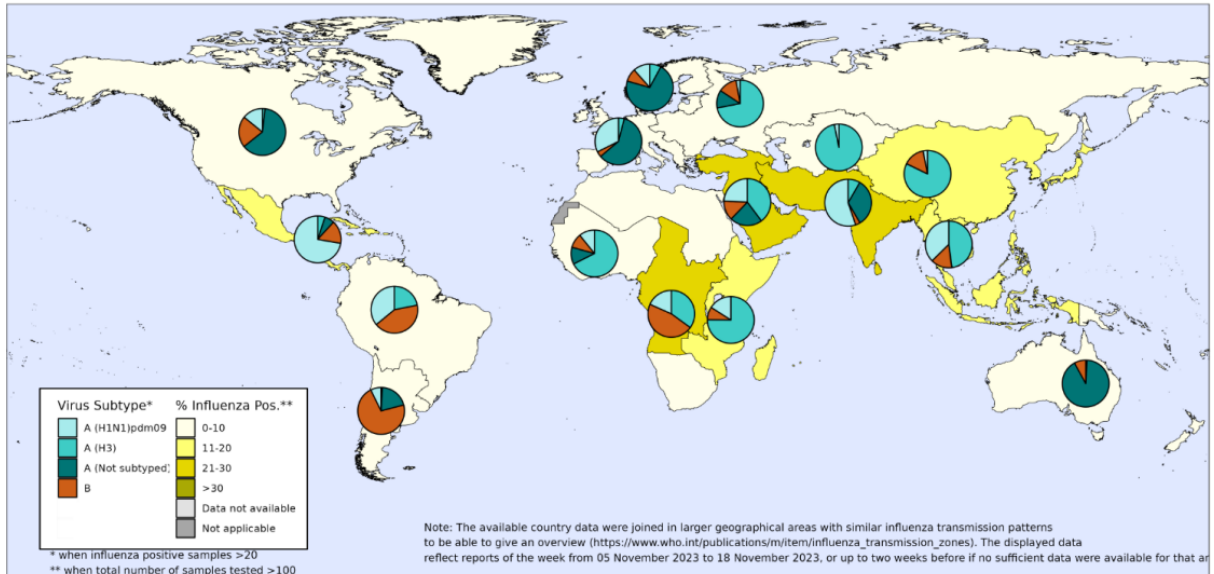 Virus Subtype*
A (H1N1)pdm09
A (H3)
A (Not subtyped)
B
% Influenza Pos.**
0-10
11-20
21-30
>30
Data not available
Not applicable
* when influenza positive samples >20
** when total number of samples tested >100
Note: The available country data were joined in larger geographical areas with similar influenza transmission patterns
to be able to give an overview (https://www.who.int/publications/m/item/influenza_transmission_zones). The displayed data
reflect reports of the week from 05 November 2023 to 18 November 2023, or up to two weeks before if no sufficient data were available for that ar